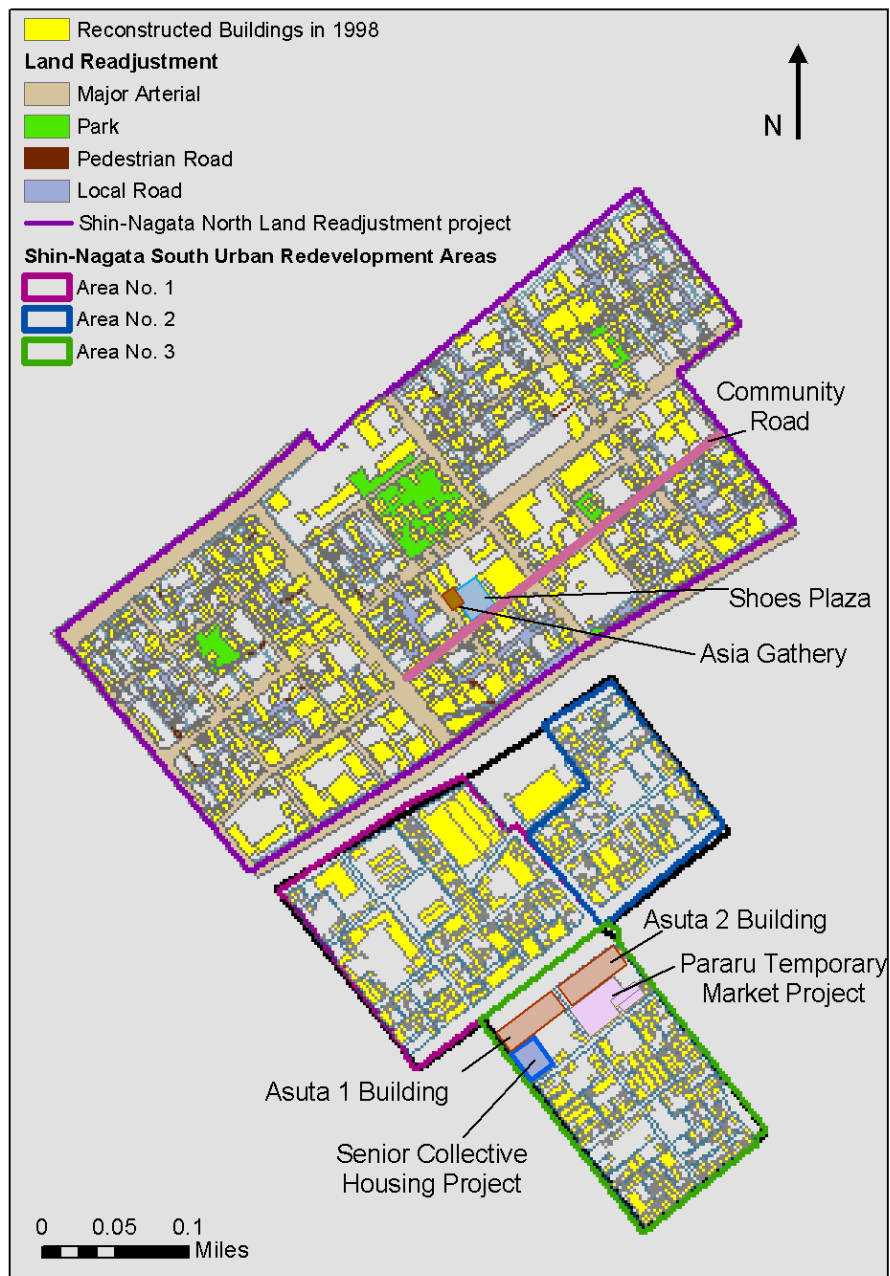 Reconstructed Buildings in 1998
Land Readjustment
Major Arterial
Park
Pedestrian Road
Local Road
Shin-Nagata North Land Readjustment project
Shin-Nagata South Urban Redevelopment Areas
Area No. 1
Area No. 2
Area No. 3
N
Community
Road
Shoes Plaza
Asia Gathery
Asuta 2 Building
Pararu Temporary
Market Project
Asuta 1 Building
Senior Collective
Housing Project
0 0.05 0.1
Miles